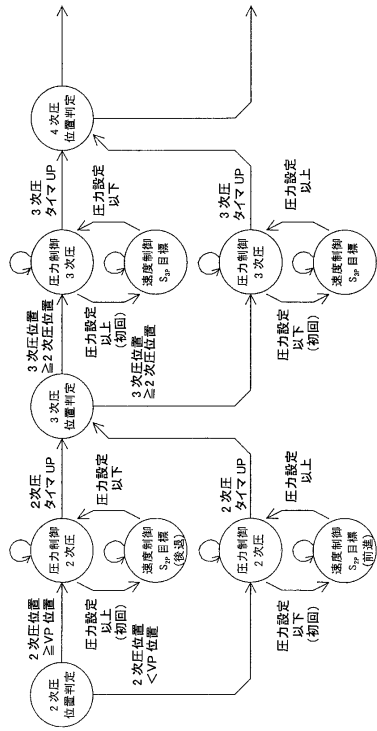 2次圧
位置判定
2次圧位置
≧VP位置
2次圧位置
<VP位置
圧力制御
2次圧
圧力設定
以上
(初回)
圧力設定
以下
速度制御
S2P目標
(後退)
2次圧
タイマUP
圧力制御
2次圧
圧力設定
以下
(初回)
圧力設定
以上
速度制御
S2P目標
(前進)
2次圧
タイマUP
3次圧
位置判定
3次圧位置
≧2次圧位置
3次圧位置
≧2次圧位置
圧力制御
3次圧
圧力設定
以上
(初回)
圧力設定
以下
速度制御
S3P目標
3次圧
タイマUP
圧力制御
3次圧
圧力設定
以下
(初回)
圧力設定
以上
速度制御
S3P目標
3次圧
タイマUP
4次圧
位置判定